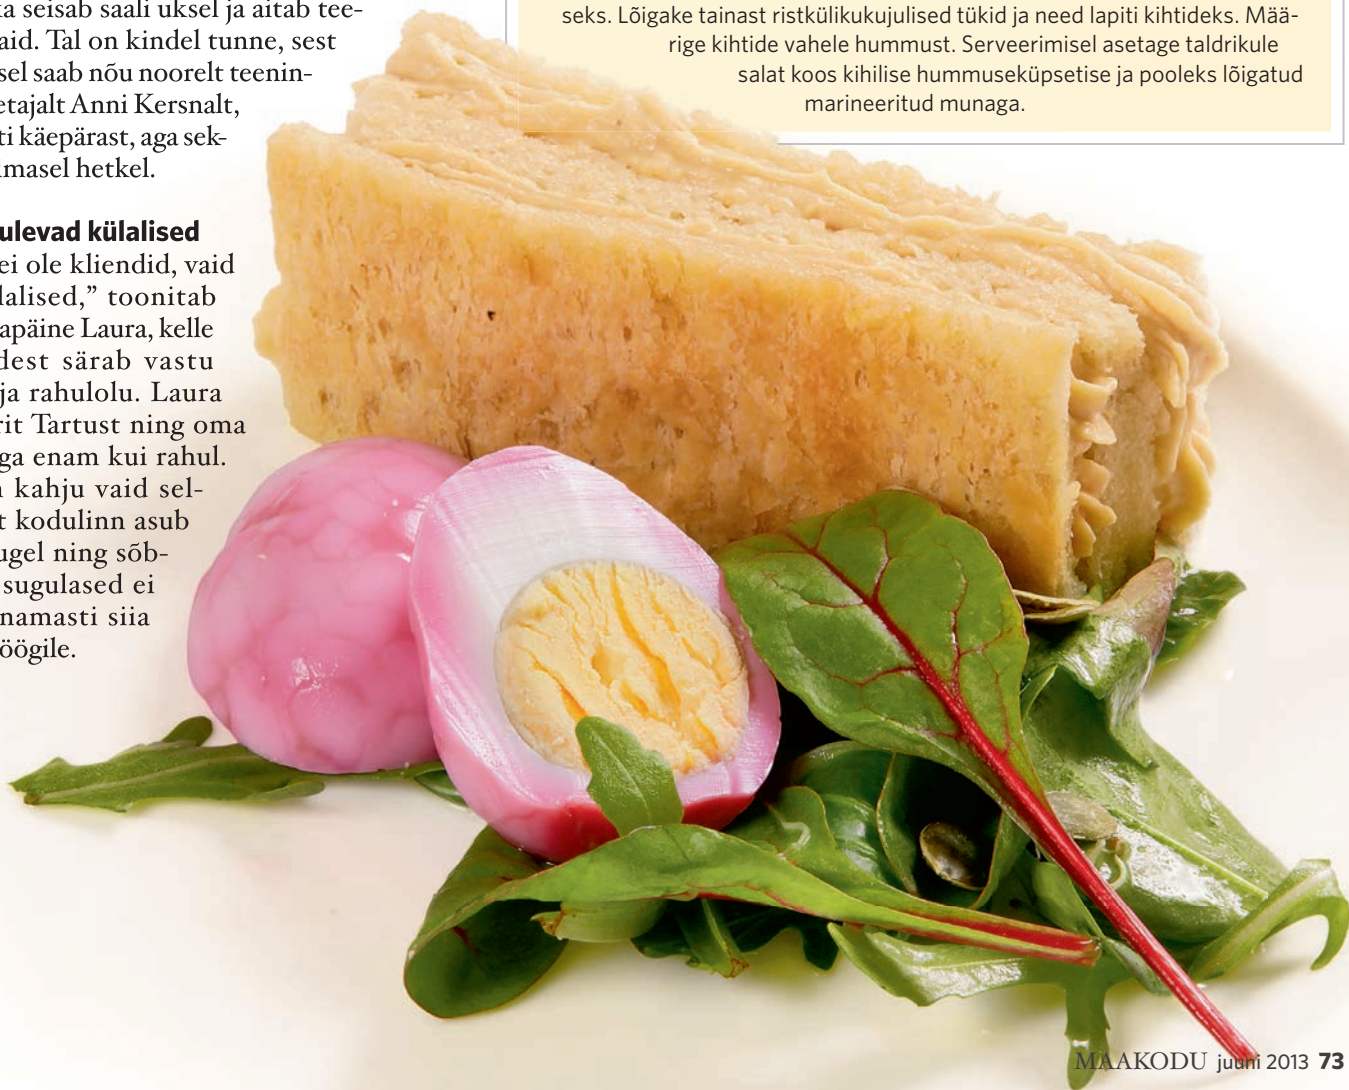 a seisab saali uksel ja aitab tee-
aid. Tal on kindel tunne, sest
sel saab nõu noorelt teenin-
etajalt Anni Kersnalt,
ti käepärast, aga sek-
masel hetkel.
ulevad külalised
ei ole kliendid, vaid
lalised,” toonitab
apäine Laura, kelle
dest särab vastu
ja rahulolu. Laura
rit Tartust ning oma
ga enam kui rahul.
kahju vaid sel-
t kodulinn asub
ugel ning sõb-
sugulased ei
namasti siia
öögile.
seks. Lõigake tainast ristkülikukujulised tükid ja need lapiti kihtideks. Mää-
rige kihtide vahele hummust. Serveerimisel asetage taldrikule
salat koos kihilise hummuseküpsetise ja pooleks lõigatud
marineeritud munaga.
MAAKODU juuni 2013 73